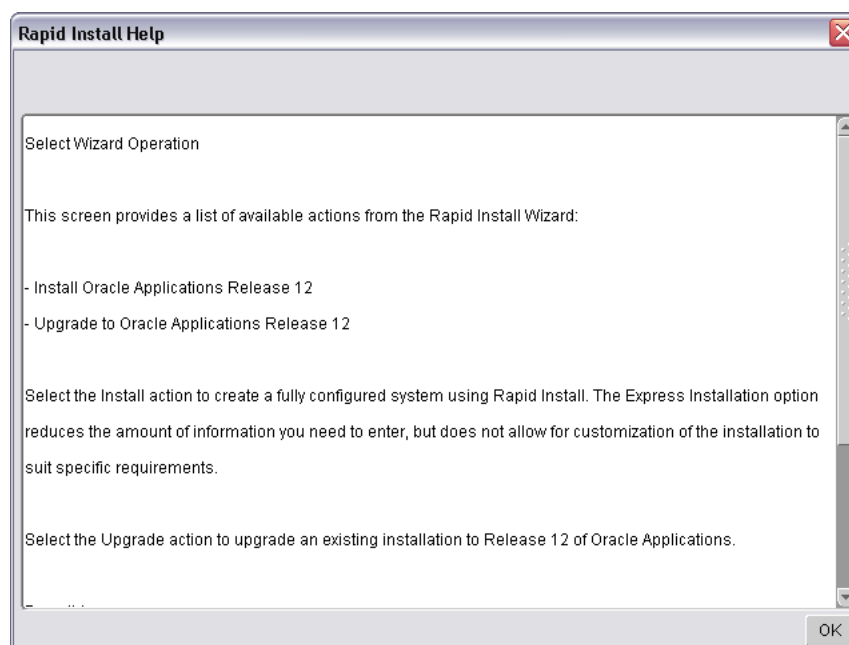 Rapid Install Help
Select Wizard Operation
This screen provides a list of available actions from the Rapid Install Wizard:
- Install Oracle Applications Release 12
- Upgrade to Oracle Applications Release 12
Select the Install action to create a fully configured system using Rapid Install. The Express Installation option
reduces the amount of information you need to enter, but does not allow for customization of the installation to
suit specific requirements.
Select the Upgrade action to upgrade an existing installation to Release 12 of Oracle Applications.
OK